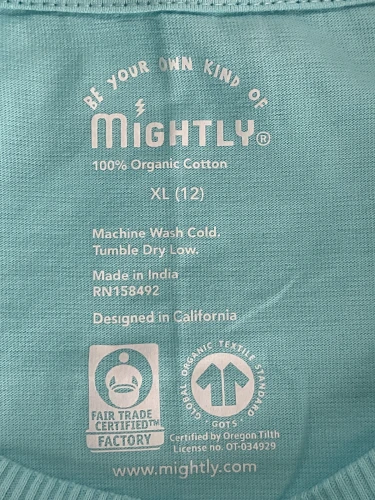 BE YOUR OWN KIND OF
MiGHTLY®
100% Organic Cotton
XL (12)
Machine Wash Cold.
Tumble Dry Low.
Made in India
RN158492
Designed in California
FAIR TRADE
CERTIFIED™
FACTORY
GLOBAL ORGANIC TEXTILE STANDARD
· GOTS ·
Certified by Oregon Tilth
License no. OT-034929
www.mightly.com